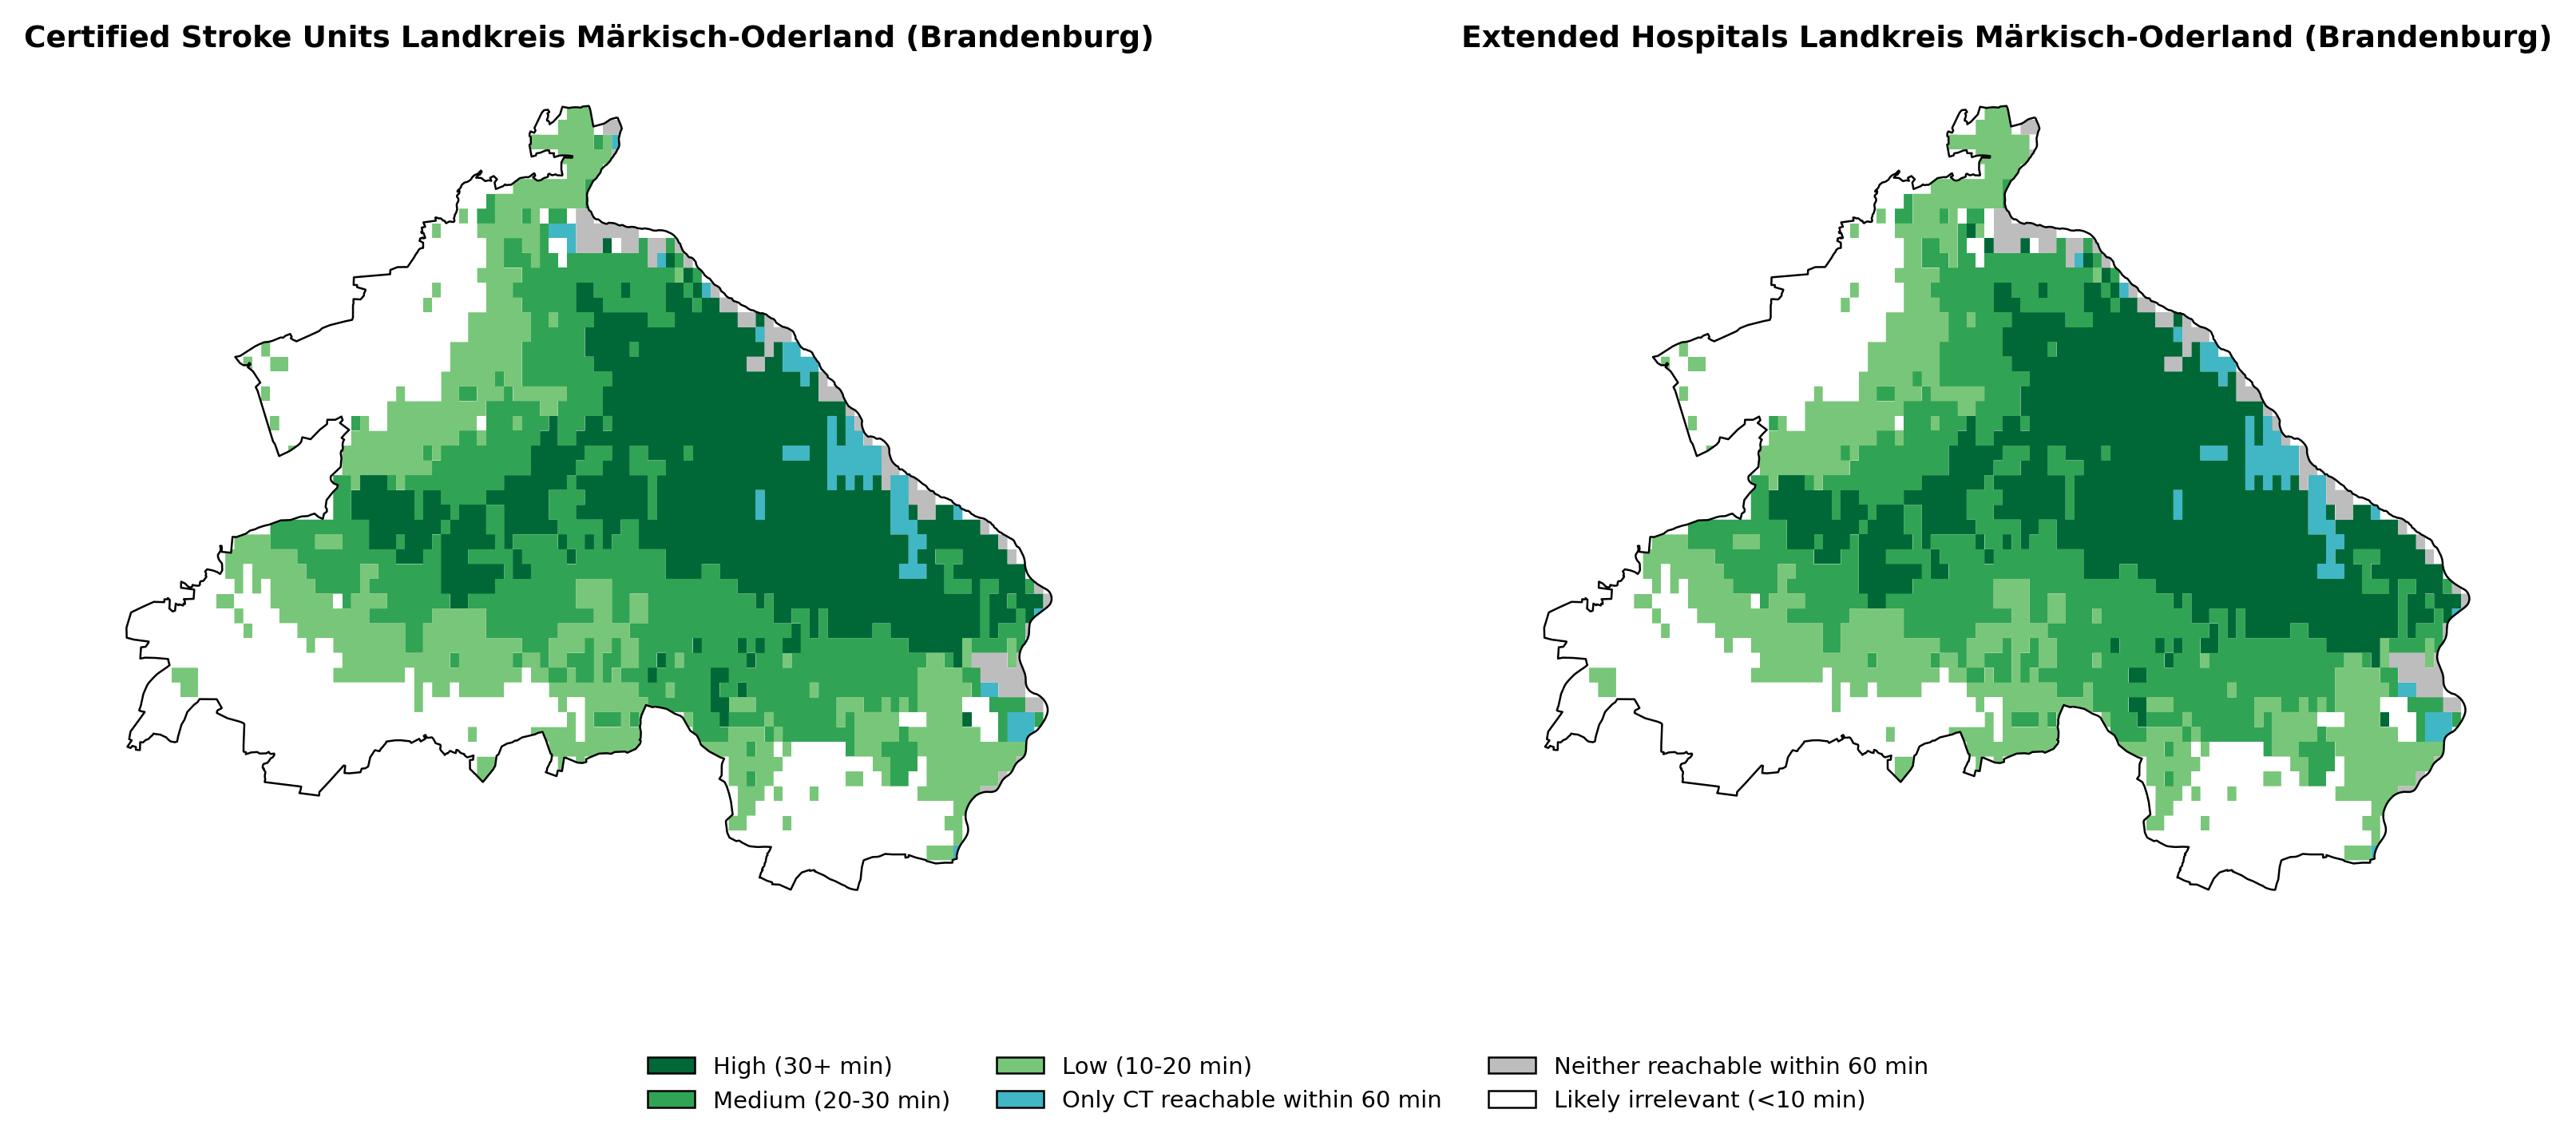 Certified Stroke Units Landkreis Märkisch-Oderland (Brandenburg)
Extended Hospitals Landkreis Märkisch-Oderland (Brandenburg)
High (30+ min)
Medium (20-30 min)
Low (10-20 min)
Only CT reachable within 60 min
Neither reachable within 60 min
Likely irrelevant (<10 min)